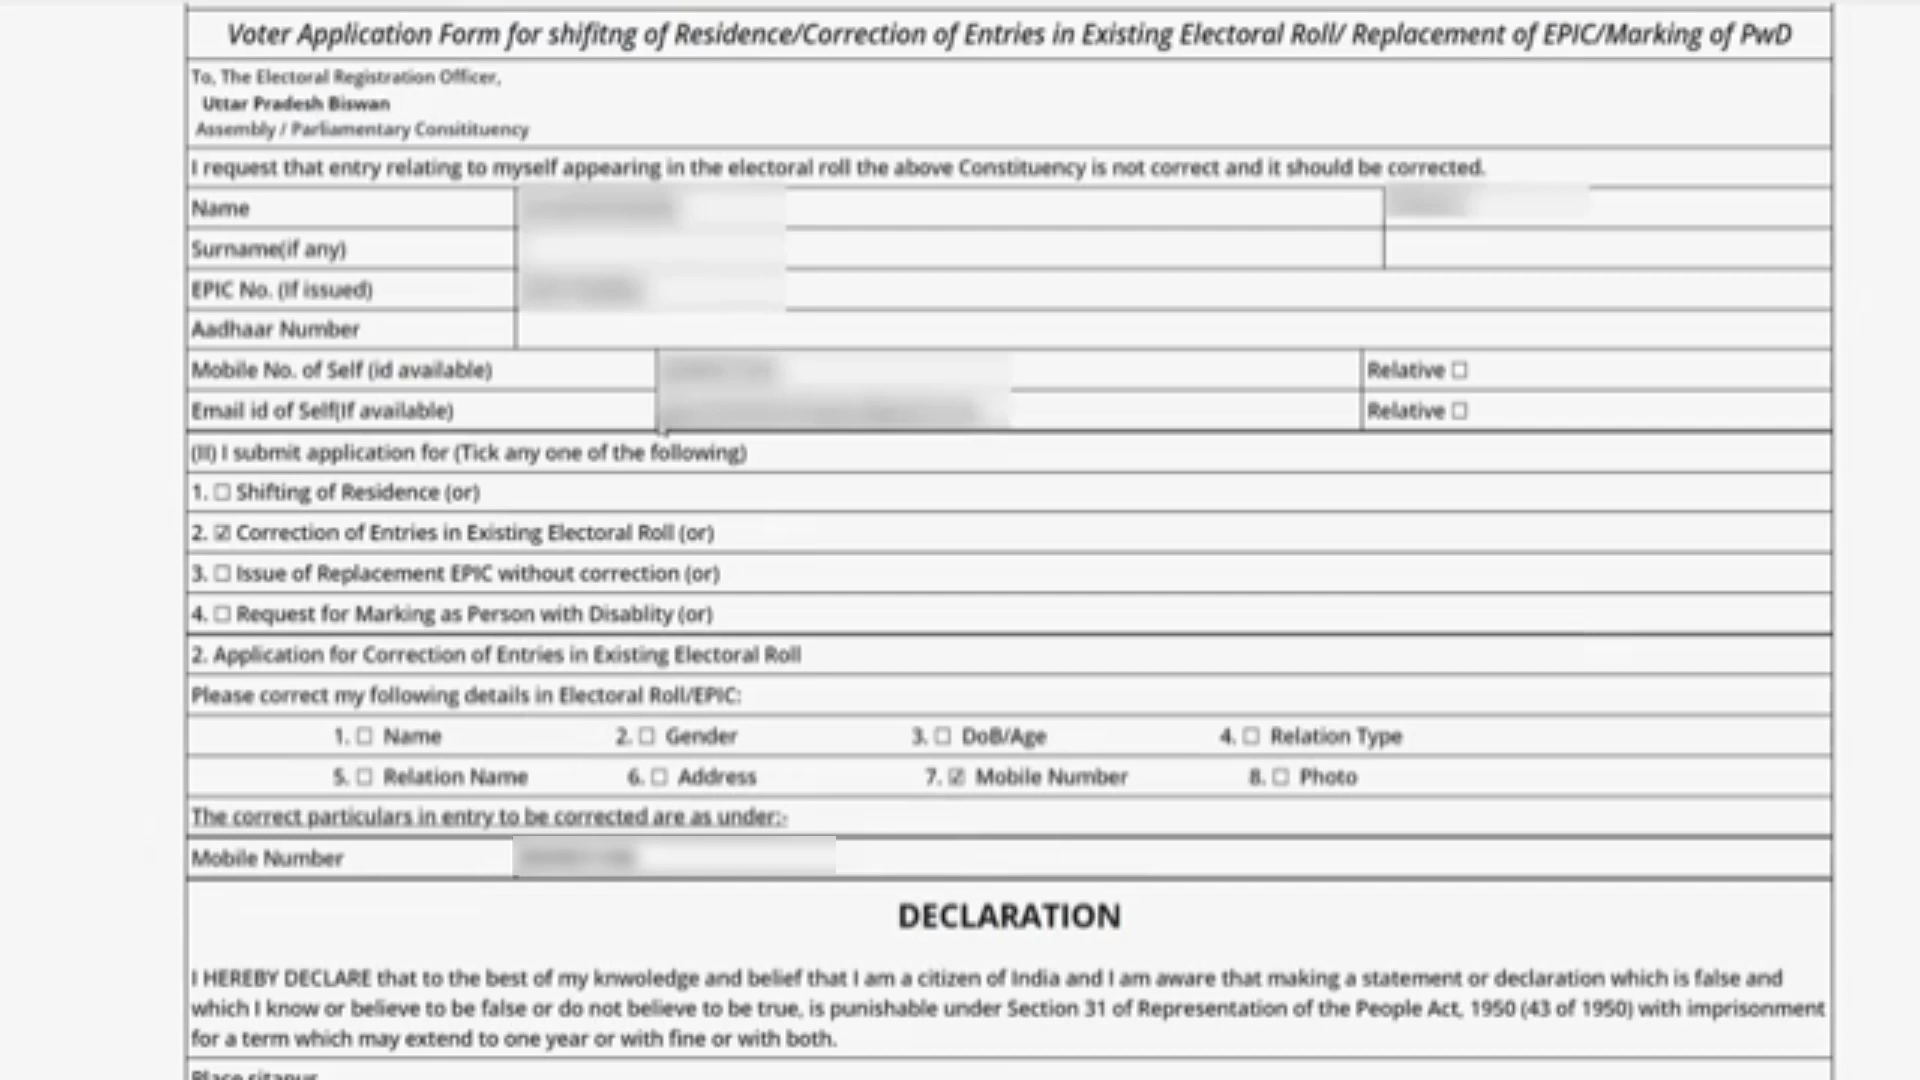 Voter Application Form for shifitng of Residence/Correction of Entries in Existing Electoral Roll/ Replacement of EPIC/Marking of PwD
To, The Electoral Registration Officer,
Uttar Pradesh Biswan
Assembly / Parliamentary Consitituency
I request that entry relating to myself appearing in the electoral roll the above Constituency is not correct and it should be corrected.
Name
Surname(if any)
EPIC No. (If issued)
Aadhaar Number
Mobile No. of Self (id available) Relative ☐
Email id of Self(If available) Relative ☐
(II) I submit application for (Tick any one of the following)
1. ☐ Shifting of Residence (or)
2. ☑ Correction of Entries in Existing Electoral Roll (or)
3. ☐ Issue of Replacement EPIC without correction (or)
4. ☐ Request for Marking as Person with Disablity (or)
2. Application for Correction of Entries in Existing Electoral Roll
Please correct my following details in Electoral Roll/EPIC:
1. ☐ Name 2. ☐ Gender 3. ☐ DoB/Age 4. ☐ Relation Type
5. ☐ Relation Name 6. ☐ Address 7. ☑ Mobile Number 8. ☐ Photo
The correct particulars in entry to be corrected are as under:-
Mobile Number
DECLARATION
I HEREBY DECLARE that to the best of my knwoledge and belief that I am a citizen of India and I am aware that making a statement or declaration which is false and
which I know or believe to be false or do not believe to be true, is punishable under Section 31 of Representation of the People Act, 1950 (43 of 1950) with imprisonment
for a term which may extend to one year or with fine or with both.
Place sitapur